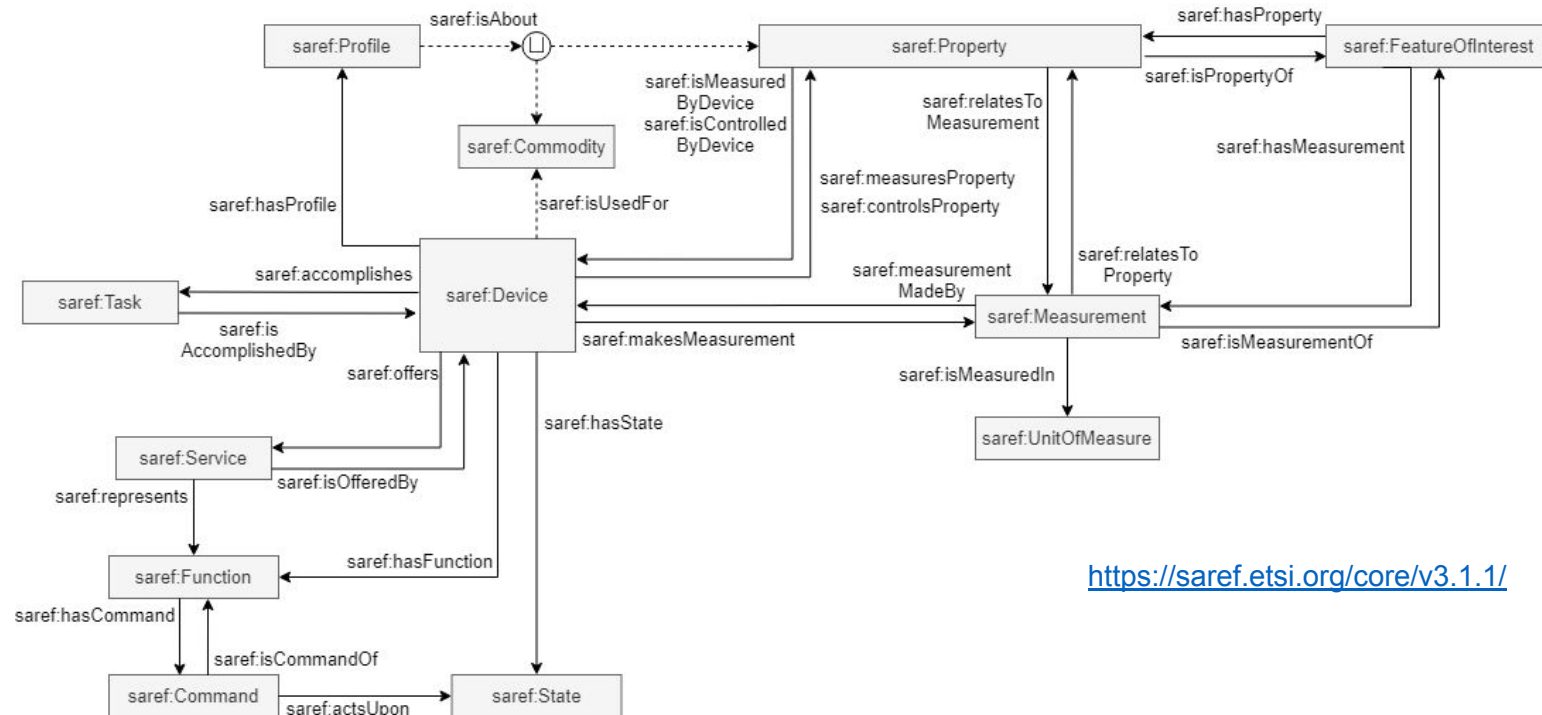 saref:isAbout
saref:hasProperty
saref:Profile
⊔
saref:Property
saref:FeatureOfInterest
saref:isMeasured
ByDevice
saref:isControlled
ByDevice
saref:relatesTo
Measurement
saref:isPropertyOf
saref:Commodity
saref:hasMeasurement
saref:measuresProperty
saref:controlsProperty
saref:hasProfile
saref:isUsedFor
saref:accomplishes
saref:Device
saref:measurement
MadeBy
saref:relatesTo
Property
saref:Task
saref:is
AccomplishedBy
saref:makesMeasurement
saref:Measurement
saref:isMeasurementOf
saref:offers
saref:isMeasuredIn
saref:hasState
saref:UnitOfMeasure
saref:Service
saref:isOfferedBy
saref:represents
saref:hasFunction
saref:Function
https://saref.etsi.org/core/v3.1.1/
saref:hasCommand
saref:isCommandOf
saref:Command
saref:State
saref:actsUpon